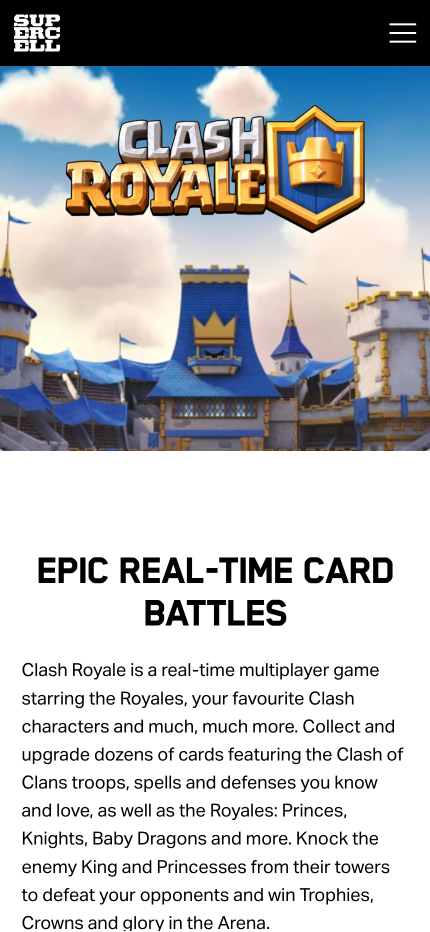 SUP
ERC
ELL
CLASH
ROYALE
EPIC REAL-TIME CARD
BATTLES
Clash Royale is a real-time multiplayer game
starring the Royales, your favourite Clash
characters and much, much more. Collect and
upgrade dozens of cards featuring the Clash of
Clans troops, spells and defenses you know
and love, as well as the Royales: Princes,
Knights, Baby Dragons and more. Knock the
enemy King and Princesses from their towers
to defeat your opponents and win Trophies,
Crowns and glory in the Arena.